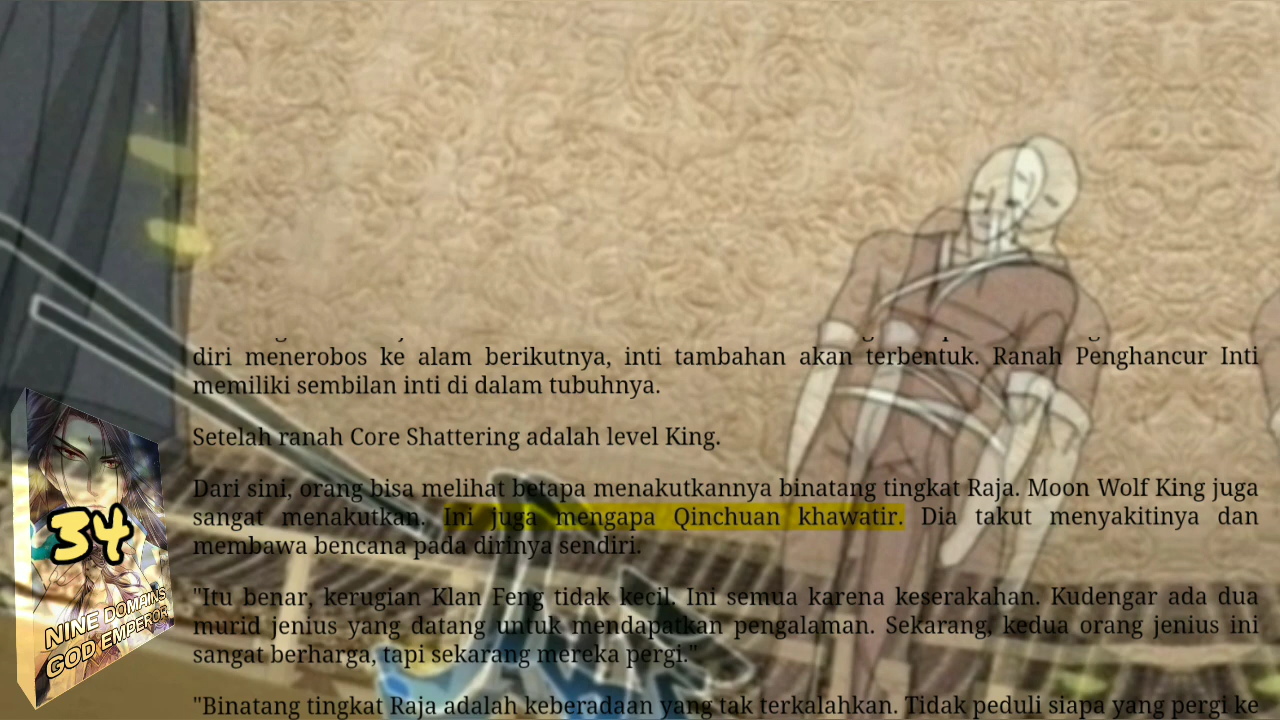 diri menerobos ke alam berikutnya, inti tambahan akan terbentuk. Ranah Penghancur Inti
memiliki sembilan inti di dalam tubuhnya.
Setelah ranah Core Shattering adalah level King.
Dari sini, orang bisa melihat betapa menakutkannya binatang tingkat Raja. Moon Wolf King juga
sangat menakutkan. Ini juga mengapa Qinchuan khawatir. Dia takut menyakitinya dan
membawa bencana pada dirinya sendiri.
"Itu benar, kerugian Klan Feng tidak kecil. Ini semua karena keserakahan. Kudengar ada dua
murid jenius yang datang untuk mendapatkan pengalaman. Sekarang, kedua orang jenius ini
sangat berharga, tapi sekarang mereka pergi."
"Binatang tingkat Raja adalah keberadaan yang tak terkalahkan. Tidak peduli siapa yang pergi ke
34
NINE DOMAINS
GOD EMPEROR